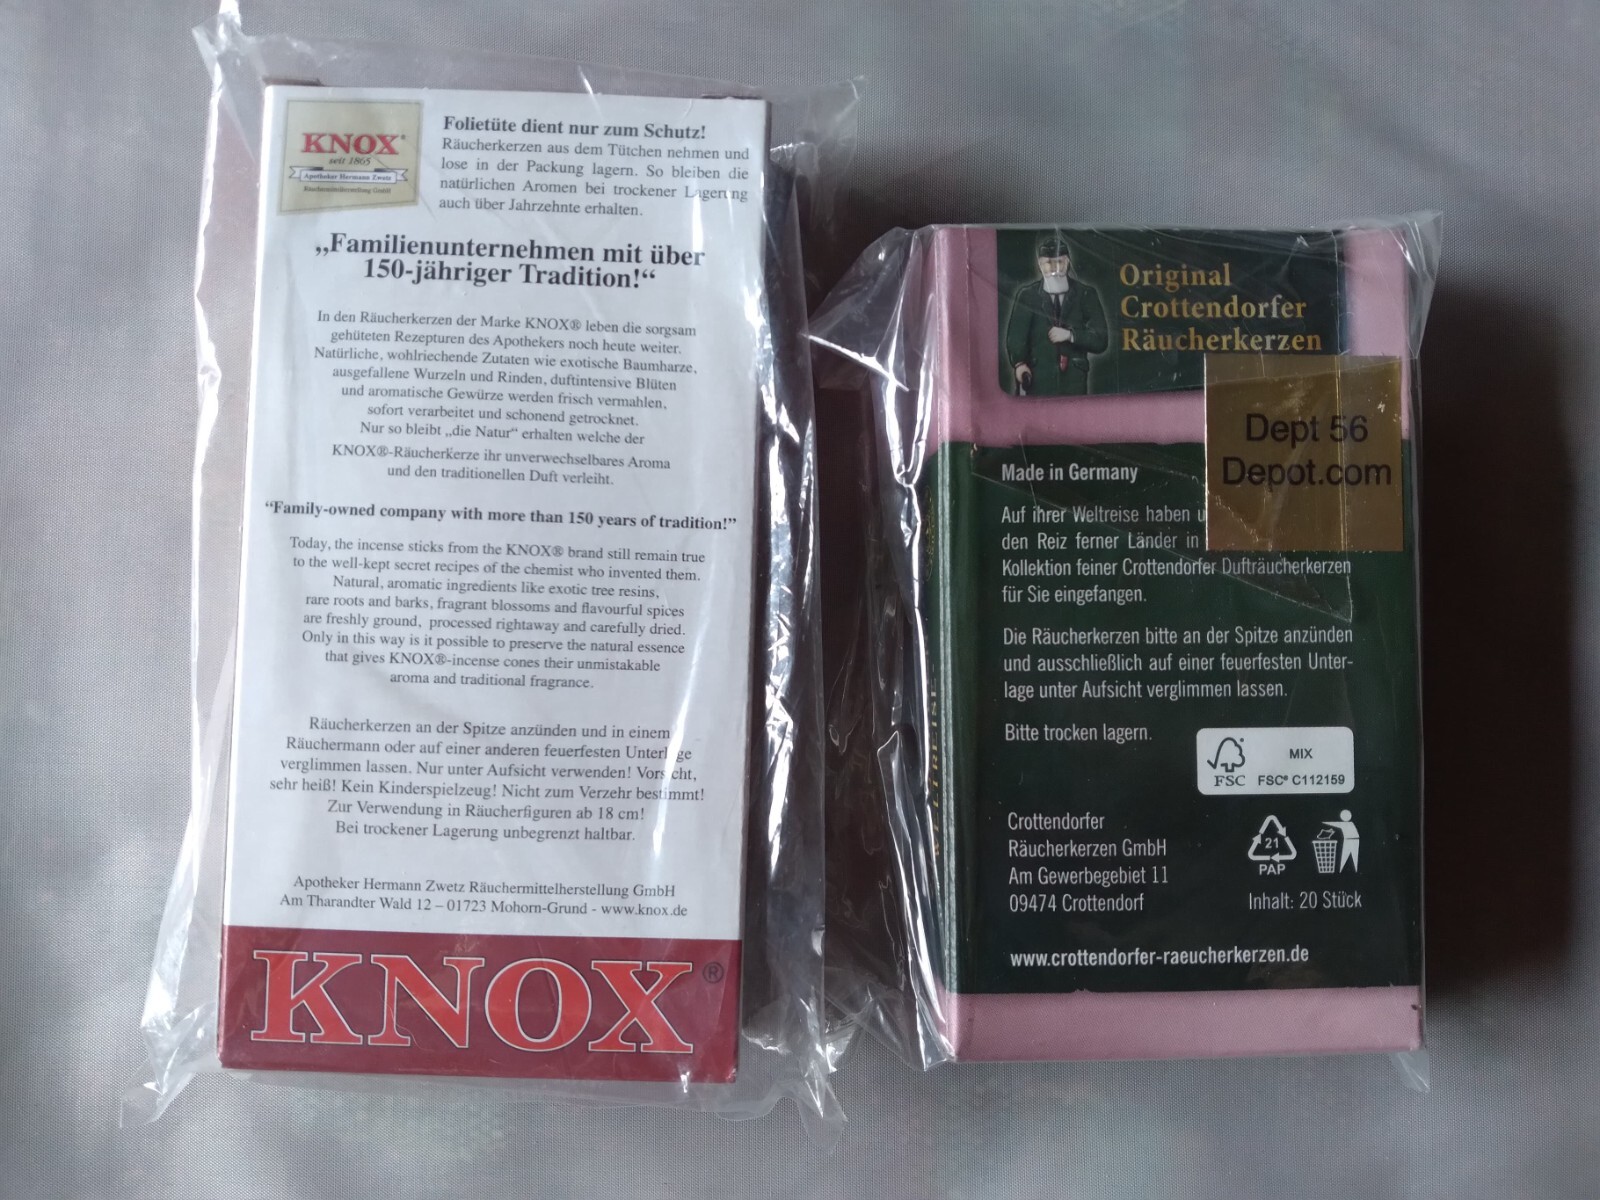 KNOX®
seit 1865
Apotheker Hermann Zwetz
Räuchermittelherstellung GmbH
Folietüte dient nur zum Schutz!
Räucherkerzen aus dem Tütchen nehmen und
lose in der Packung lagern. So bleiben die
natürlichen Aromen bei trockener Lagerung
auch über Jahrzehnte erhalten.
„Familienunternehmen mit über
150-jähriger Tradition!“
In den Räucherkerzen der Marke KNOX® leben die sorgsam
gehüteten Rezepturen des Apothekers noch heute weiter.
Natürliche, wohlriechende Zutaten wie exotische Baumharze,
ausgefallene Wurzeln und Rinden, duftintensive Blüten
und aromatische Gewürze werden frisch vermahlen,
sofort verarbeitet und schonend getrocknet.
Nur so bleibt „die Natur“ erhalten welche der
KNOX®-Räucherkerze ihr unverwechselbares Aroma
und den traditionellen Duft verleiht.
“Family-owned company with more than 150 years of tradition!”
Today, the incense sticks from the KNOX® brand still remain true
to the well-kept secret recipes of the chemist who invented them.
Natural, aromatic ingredients like exotic tree resins,
rare roots and barks, fragrant blossoms and flavourful spices
are freshly ground, processed rightaway and carefully dried.
Only in this way is it possible to preserve the natural essence
that gives KNOX®-incense cones their unmistakable
aroma and traditional fragrance.
Räucherkerzen an der Spitze anzünden und in einem
Räuchermann oder auf einer anderen feuerfesten Unterlage
verglimmen lassen. Nur unter Aufsicht verwenden! Vorsicht,
sehr heiß! Kein Kinderspielzeug! Nicht zum Verzehr bestimmt!
Zur Verwendung in Räucherfiguren ab 18 cm!
Bei trockener Lagerung unbegrenzt haltbar.
Apotheker Hermann Zwetz Räuchermittelherstellung GmbH
Am Tharandter Wald 12 – 01723 Mohorn-Grund - www.knox.de
KNOX®
Original
Crottendorfer
Räucherkerzen
Dept 56
Depot.com
Made in Germany
Auf ihrer Weltreise haben
den Reiz ferner Länder in
Kollektion feiner Crottendorfer Dufträucherkerzen
für Sie eingefangen.
Die Räucherkerzen bitte an der Spitze anzünden
und ausschließlich auf einer feuerfesten Unter-
lage unter Aufsicht verglimmen lassen.
Bitte trocken lagern.
FSC
MIX
FSC® C112159
Crottendorfer
Räucherkerzen GmbH
Am Gewerbegebiet 11
09474 Crottendorf
21
PAP
Inhalt: 20 Stück
www.crottendorfer-raeucherkerzen.de